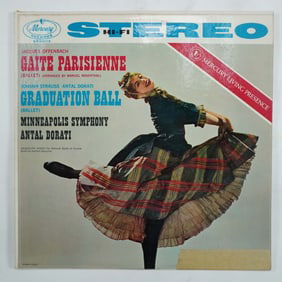 Mercury
HI-FI STEREO
JACQUES OFFENBACH
GAITE PARISIENNE
(BALLET) (ARRANGED BY MANUEL ROSENTHAL)
MERCURY LIVING PRESENCE
JOHANN STRAUSS-ANTAL DORATI
GRADUATION BALL
(BALLET)
MINNEAPOLIS SYMPHONY
ANTAL DORATI